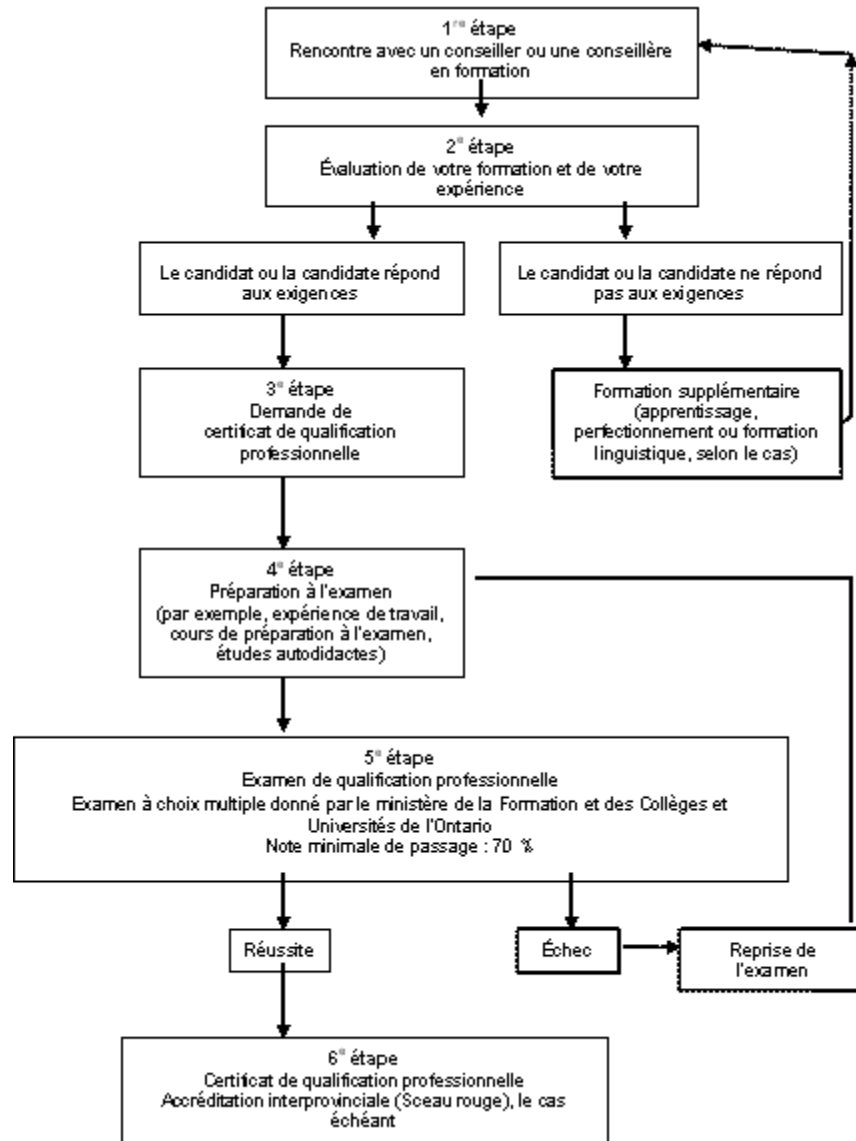 1re étape
Rencontre avec un conseiller ou une conseillère
en formation
2e étape
Évaluation de votre formation et de votre
expérience
Le candidat ou la candidate répond
aux exigences
Le candidat ou la candidate ne répond
pas aux exigences
3e étape
Demande de
certificat de qualification
professionnelle
Formation supplémentaire
(apprentissage,
perfectionnement ou formation
linguistique, selon le cas)
4e étape
Préparation à l'examen
(par exemple, expérience de travail,
cours de préparation à l'examen,
études autodidactes)
5e étape
Examen de qualification professionnelle
Examen à choix multiple donné par le ministère de la Formation et des Collèges et
Universités de l'Ontario
Note minimale de passage : 70 %
Réussite
Échec
Reprise de
l'examen
6e étape
Certificat de qualification professionnelle
Accréditation interprovinciale (Sceau rouge), le cas
échéant